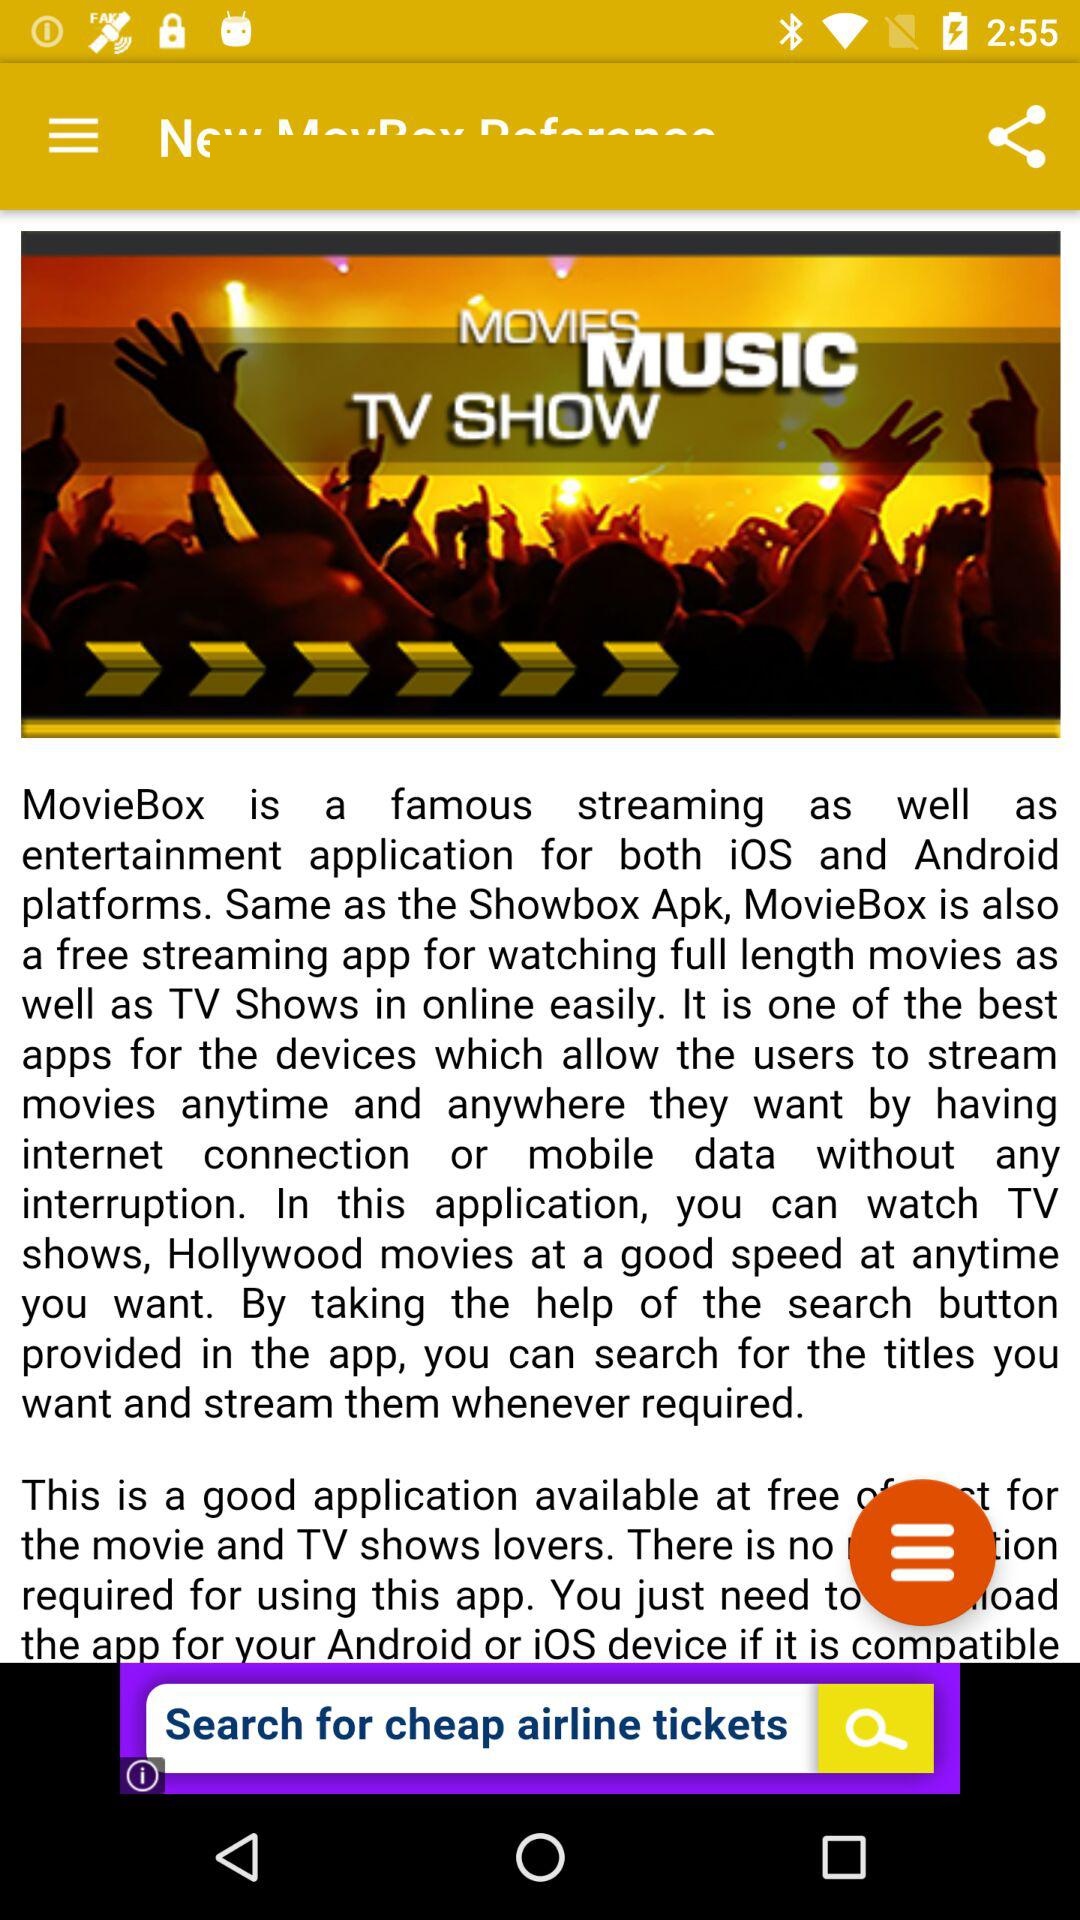 FAKE
2:55
New MovBox Reference
MOVIES
MUSIC
TV SHOW
MovieBox is a famous streaming as well as
entertainment application for both iOS and Android
platforms. Same as the Showbox Apk, MovieBox is also
a free streaming app for watching full length movies as
well as TV Shows in online easily. It is one of the best
apps for the devices which allow the users to stream
movies anytime and anywhere they want by having
internet connection or mobile data without any
interruption. In this application, you can watch TV
shows, Hollywood movies at a good speed at anytime
you want. By taking the help of the search button
provided in the app, you can search for the titles you
want and stream them whenever required.
This is a good application available at free for
the movie and TV shows lovers. There is no
required for using this app. You just need to
the app for your Android or iOS device if it is compatible
Search for cheap airline tickets